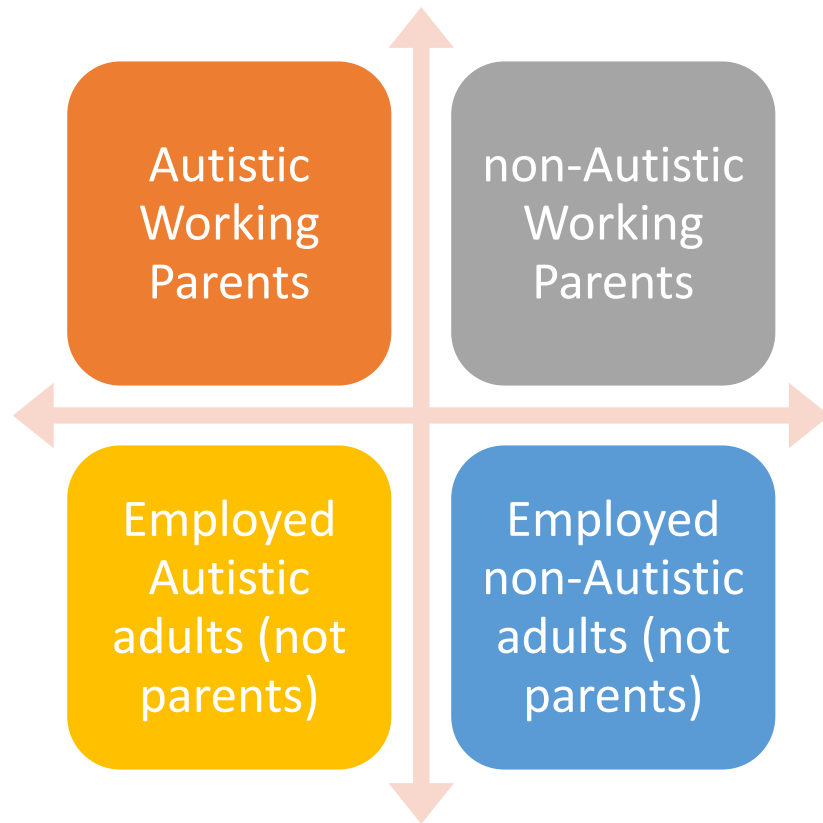 Autistic
Working
Parents
non-Autistic
Working
Parents
Employed
Autistic
adults (not
parents)
Employed
non-Autistic
adults (not
parents)